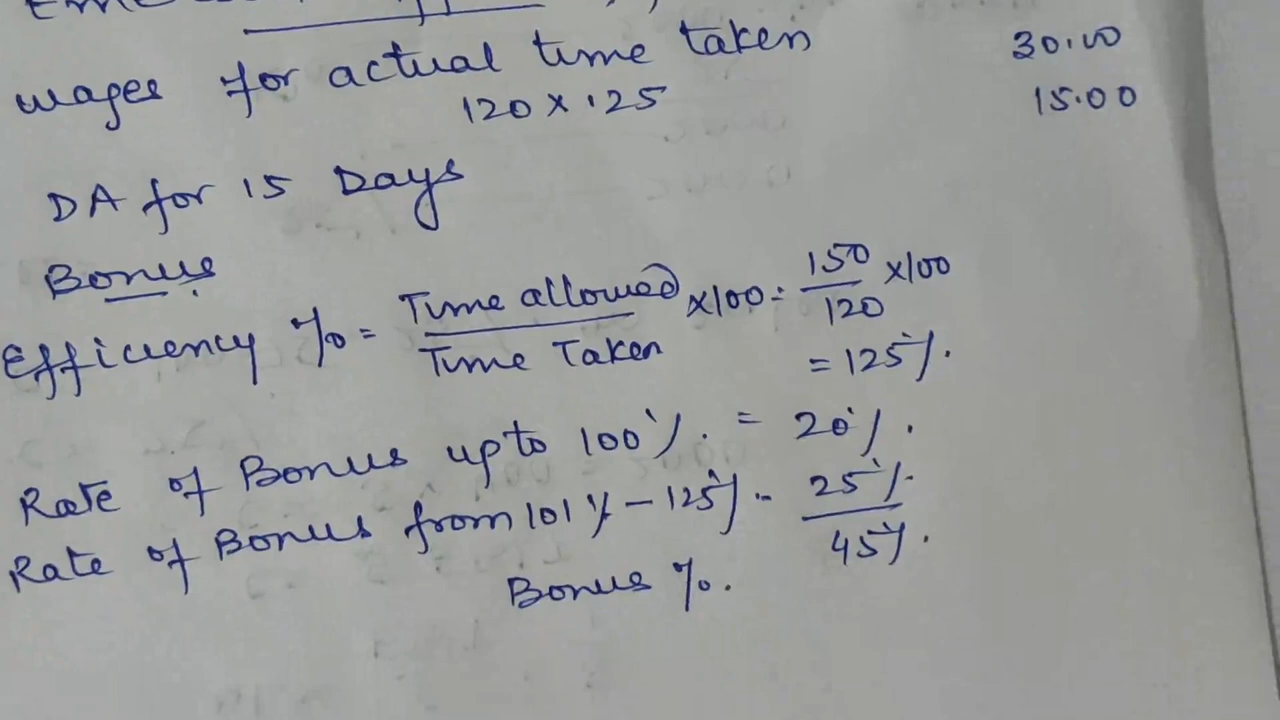 wages for actual time taken 30.00
120 x .125 15.00
DA for 15 Days
Bonus
Efficiency % = Time allowed / Time Taken x100 = 150 / 120 x100
= 125%.
Rate of Bonus upto 100%. = 20%.
Rate of Bonus from 101% - 125%. - 25%.
45%.
Bonus %.